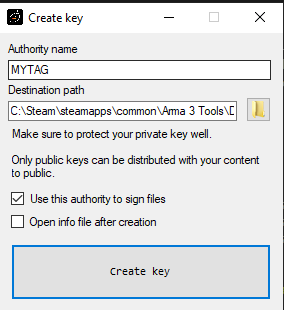 Create key
Authority name
MYTAG
Destination path
C:\Steam\steamapps\common\Arma 3 Tools\D
Make sure to protect your private key well.
Only public keys can be distributed with your content
to public.
Use this authority to sign files
Open info file after creation
Create key